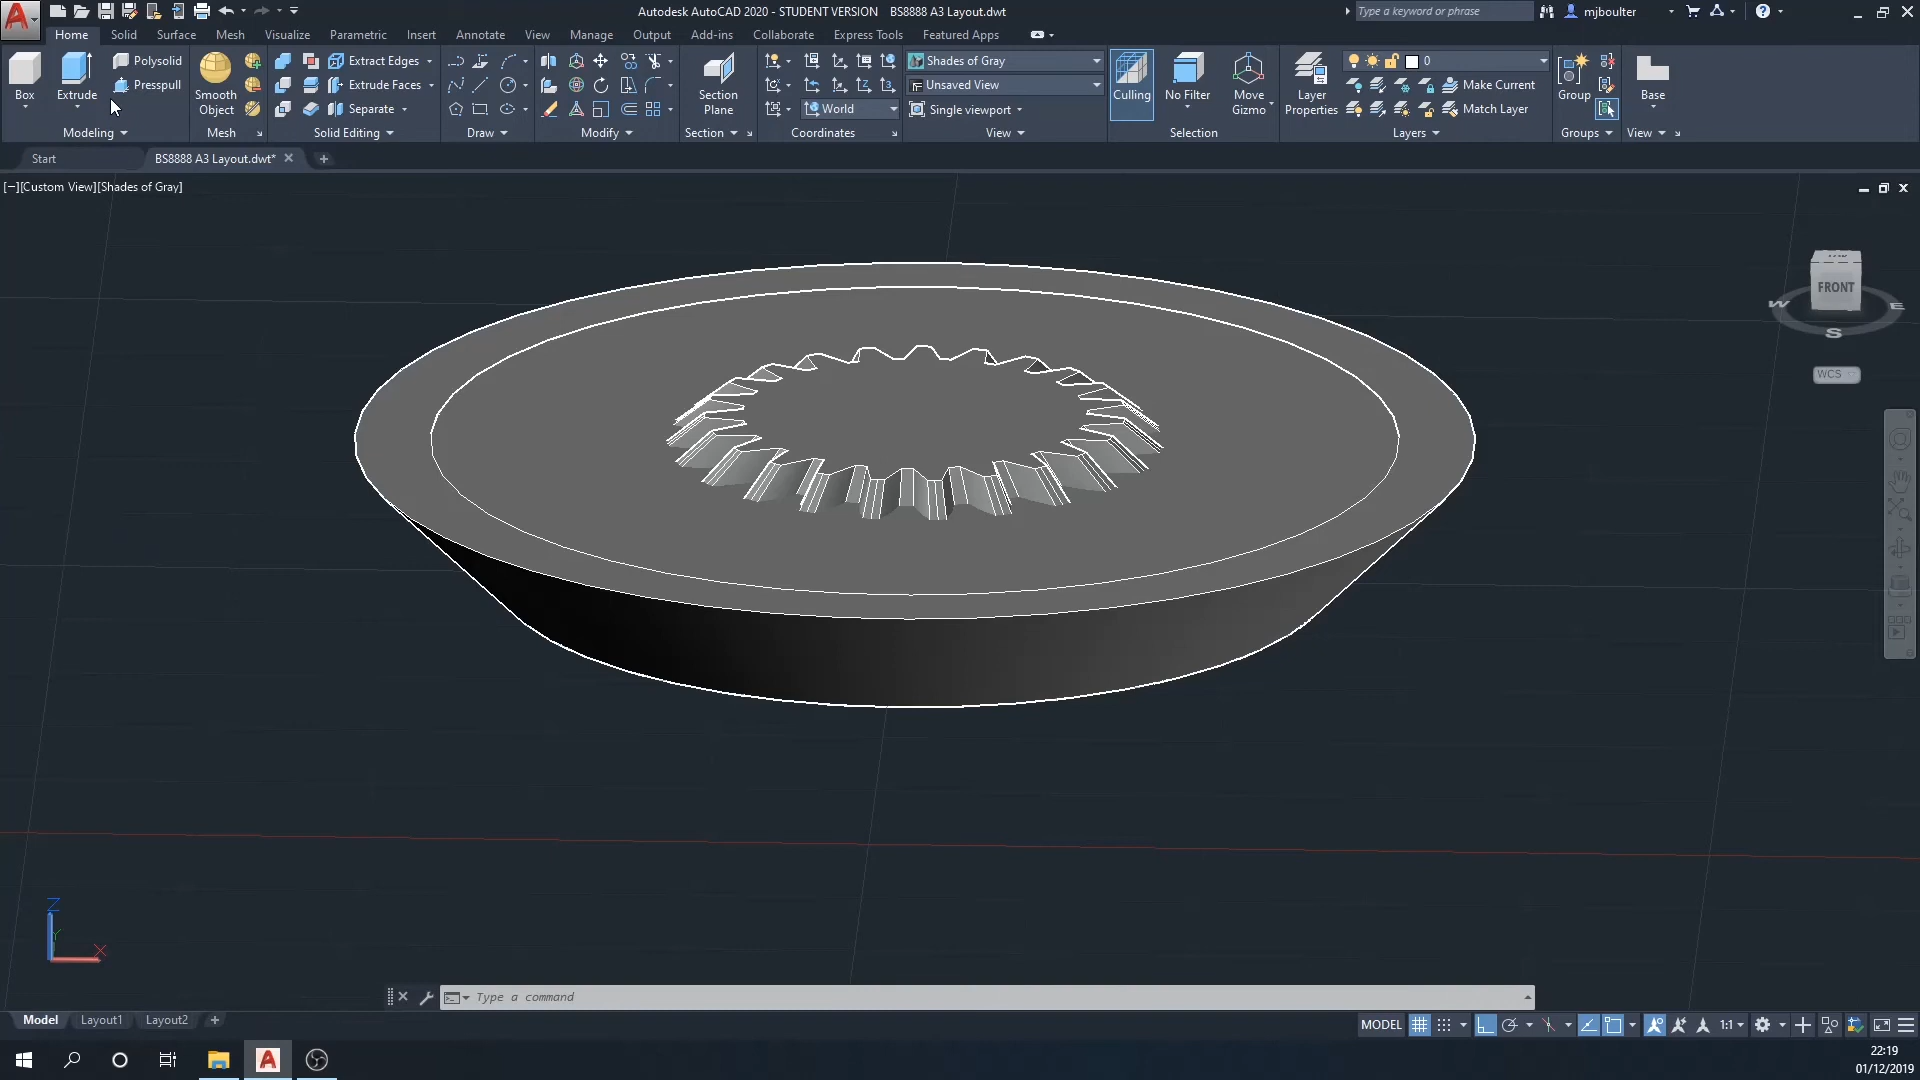 Autodesk AutoCAD 2020 - STUDENT VERSION BS8888 A3 Layout.dwt
Type a keyword or phrase
mjboulter
Home Solid Surface Mesh Visualize Parametric Insert Annotate View Manage Output Add-ins Collaborate Express Tools Featured Apps
Polysolid Extract Edges Shades of Gray 0
Presspull Extrude Faces Unsaved View Make Current
Box Extrude Smooth Object Section Plane Culling No Filter Move Gizmo Layer Properties Group Base
Separate World Single viewport Match Layer
Modeling Mesh Solid Editing Draw Modify Section Coordinates View Selection Layers Groups View
Start BS8888 A3 Layout.dwt*
[−][Custom View][Shades of Gray]
FRONT
W E
S
WCS
Z
Y
X
Type a command
Model Layout1 Layout2
MODEL 1:1
22:19
01/12/2019